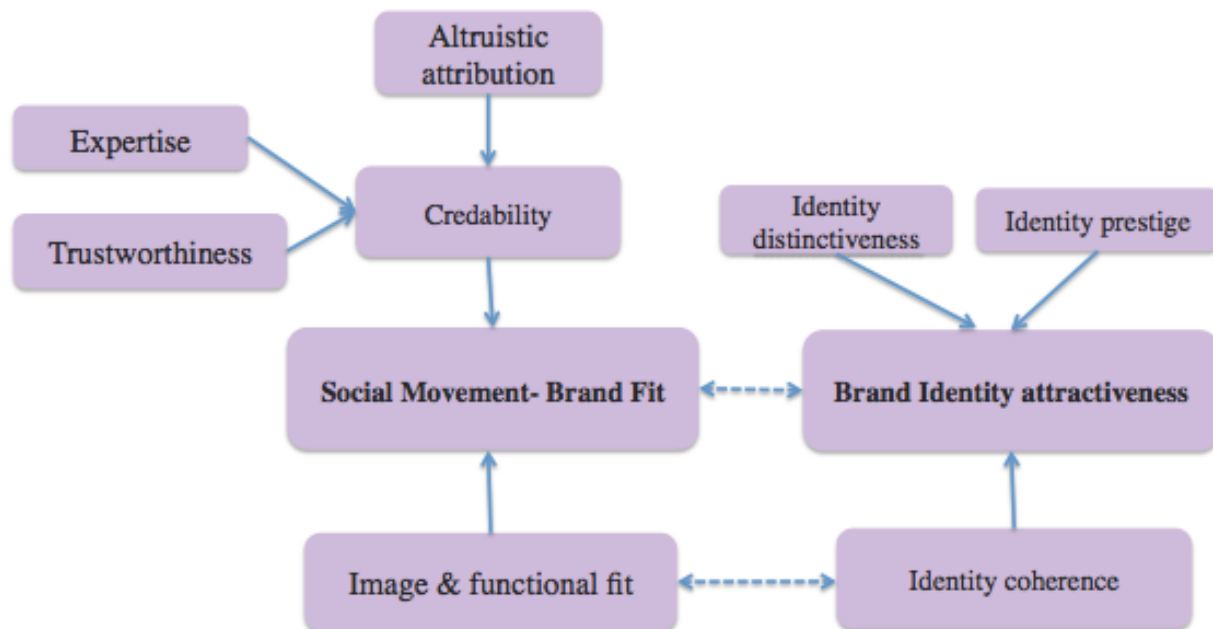 Altruistic
attribution
Expertise
Credability
Trustworthiness
Identity
distinctiveness
Identity prestige
Social Movement- Brand Fit
Brand Identity attractiveness
Image & functional fit
Identity coherence